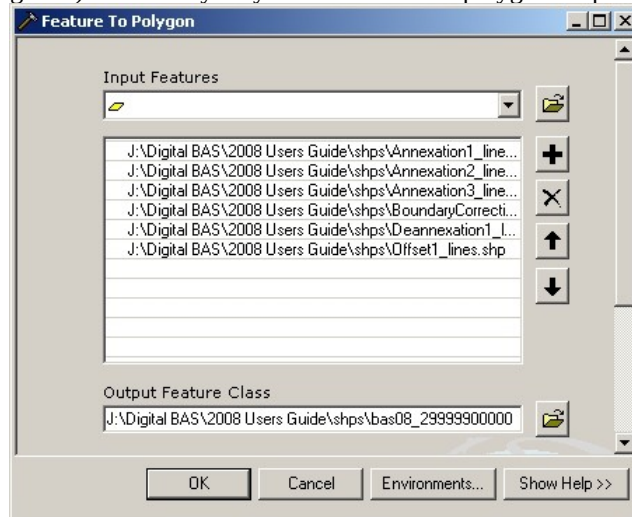 Feature To Polygon
Input Features
J:\Digital BAS\2008 Users Guide\shps\Annexation1_line...
J:\Digital BAS\2008 Users Guide\shps\Annexation2_line...
J:\Digital BAS\2008 Users Guide\shps\Annexation3_line...
J:\Digital BAS\2008 Users Guide\shps\BoundaryCorrecti...
J:\Digital BAS\2008 Users Guide\shps\Deannexation1_l...
J:\Digital BAS\2008 Users Guide\shps\Offset1_lines.shp
Output Feature Class
J:\Digital BAS\2008 Users Guide\shps\bas08_29999900000
OK Cancel Environments... Show Help >>